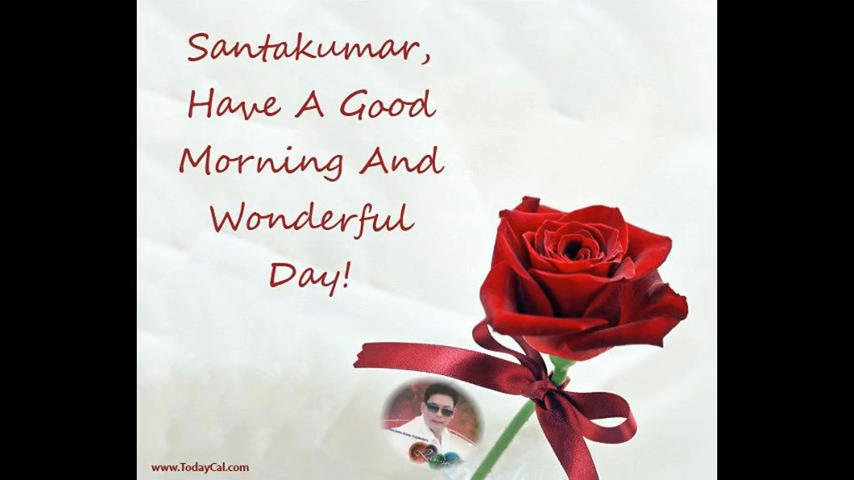 Santakumar,
Have A Good
Morning And
Wonderful
Day!
www.TodayCal.com